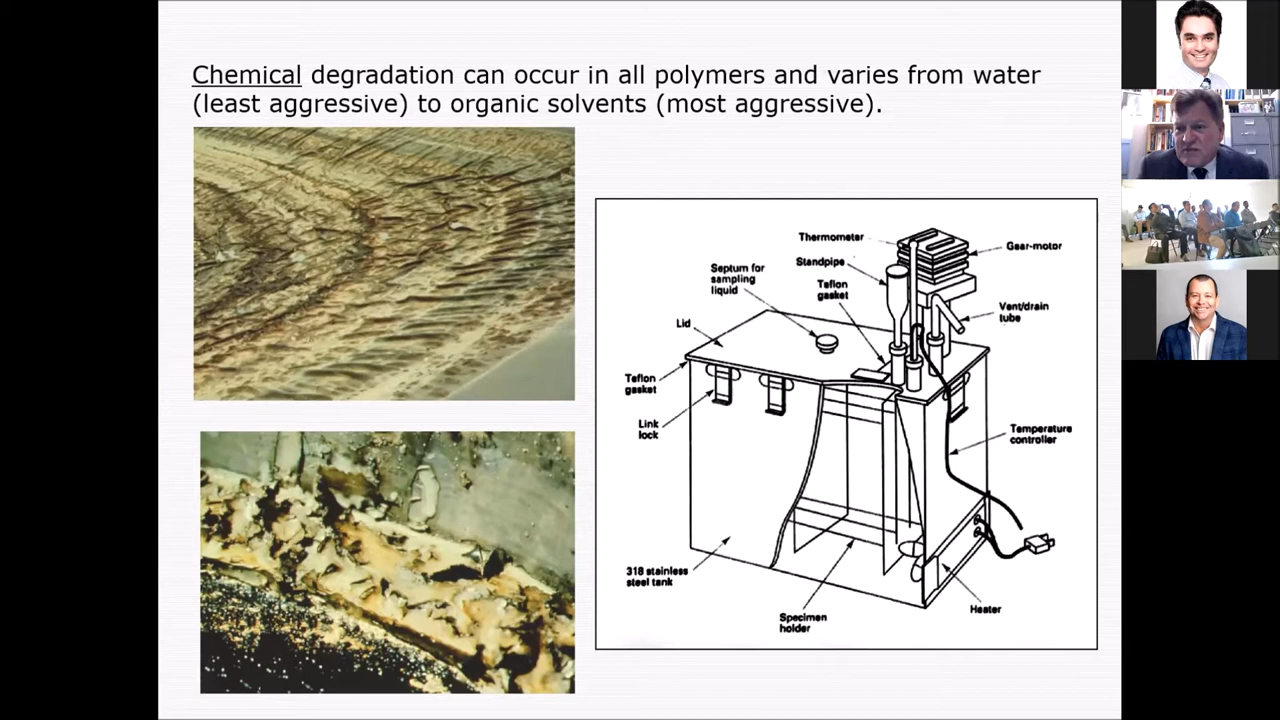 Chemical degradation can occur in all polymers and varies from water
(least aggressive) to organic solvents (most aggressive).
Thermometer
Gear-motor
Standpipe
Septum for
sampling
liquid
Teflon
gasket
Vent/drain
tube
Lid
Teflon
gasket
Link
lock
Temperature
controller
318 stainless
steel tank
Specimen
holder
Heater